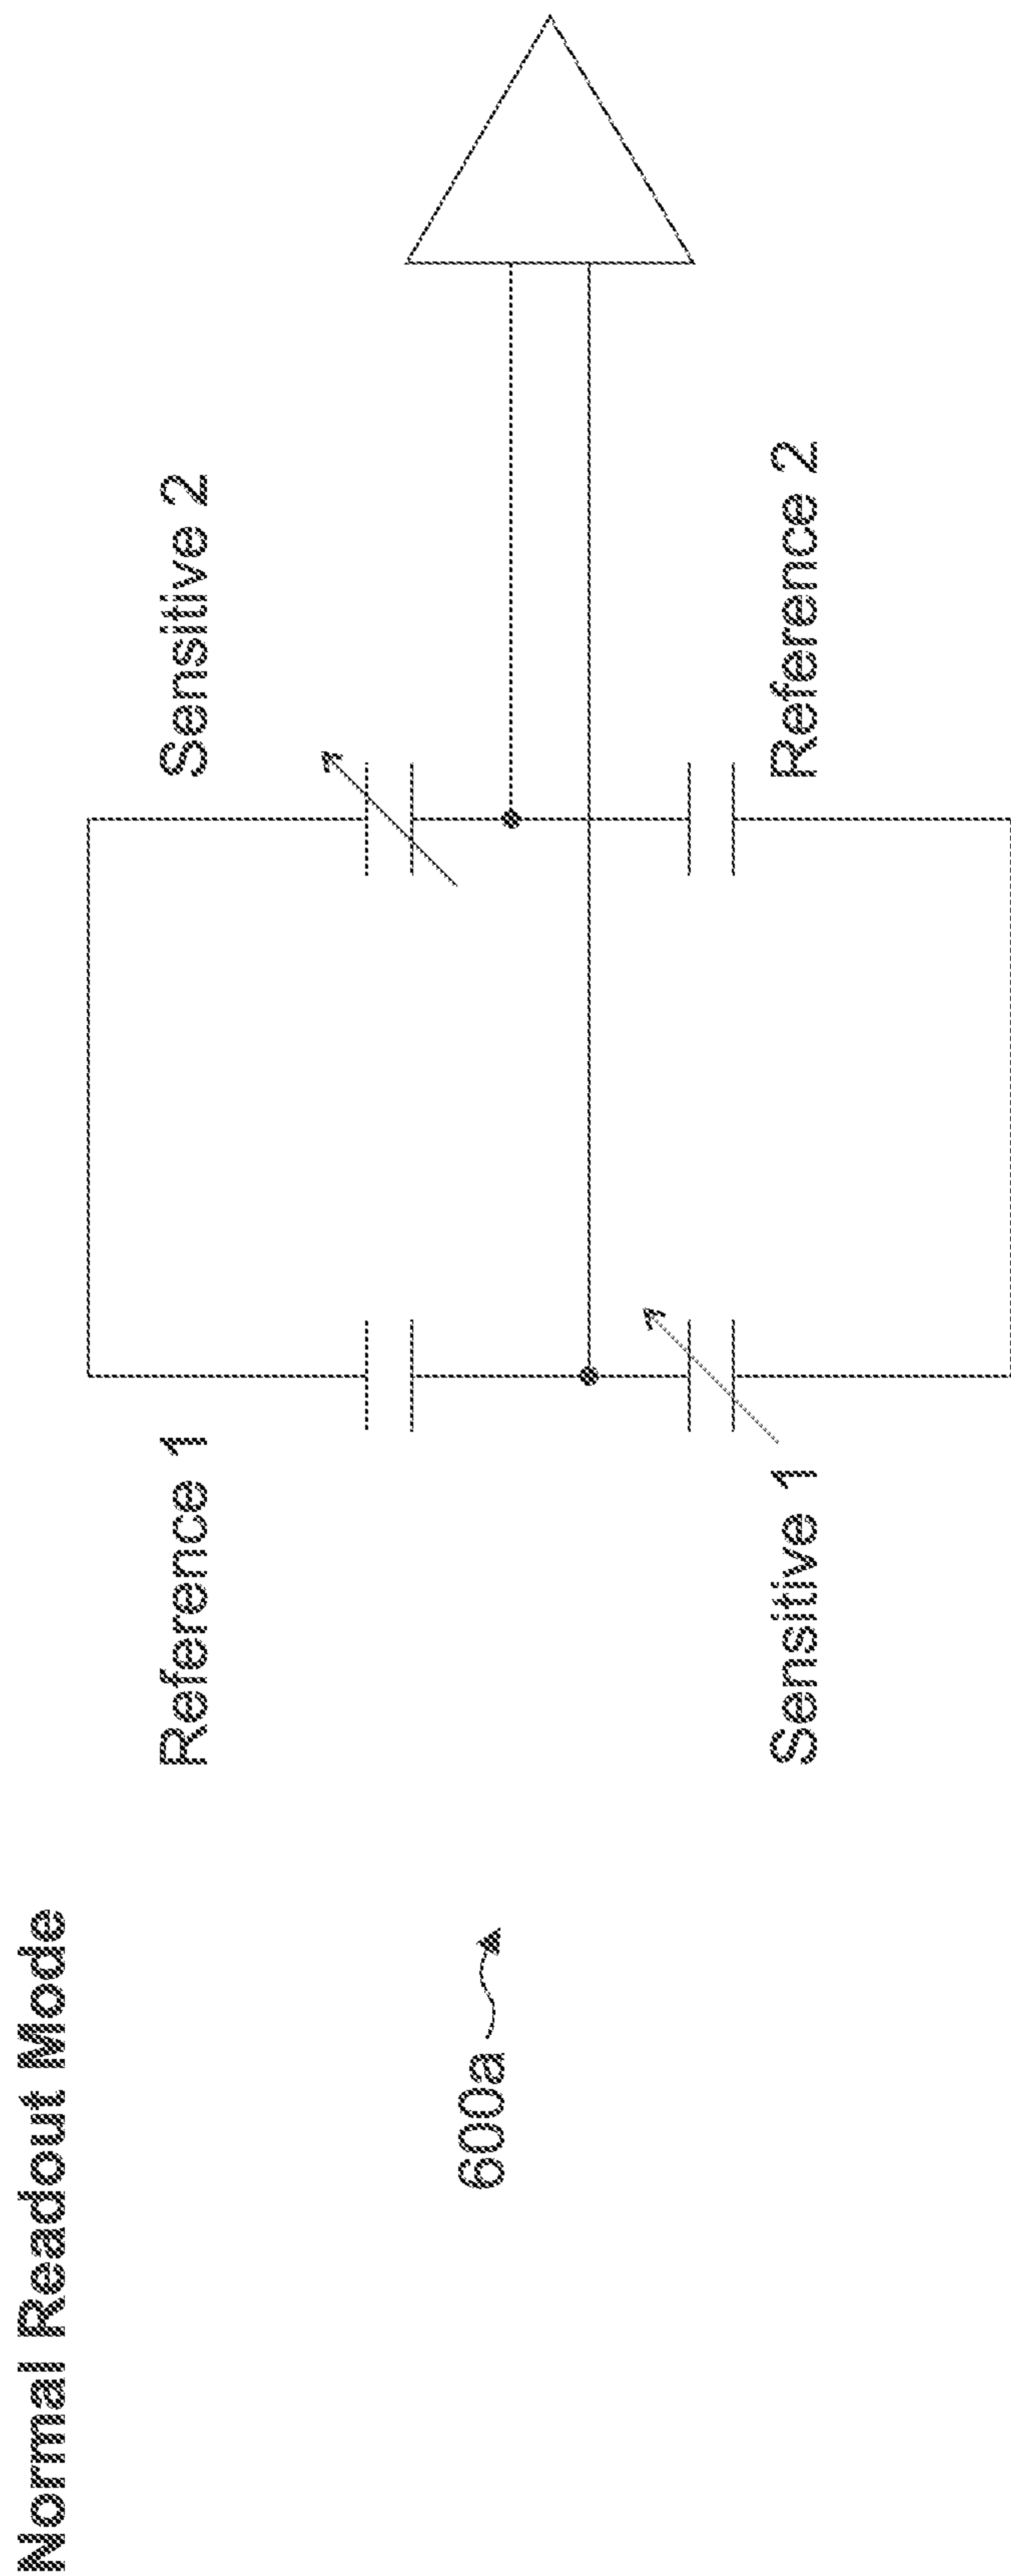 Normal Readout Mode
Reference 1
Sensitive 2
600a
Sensitive 1
Reference 2